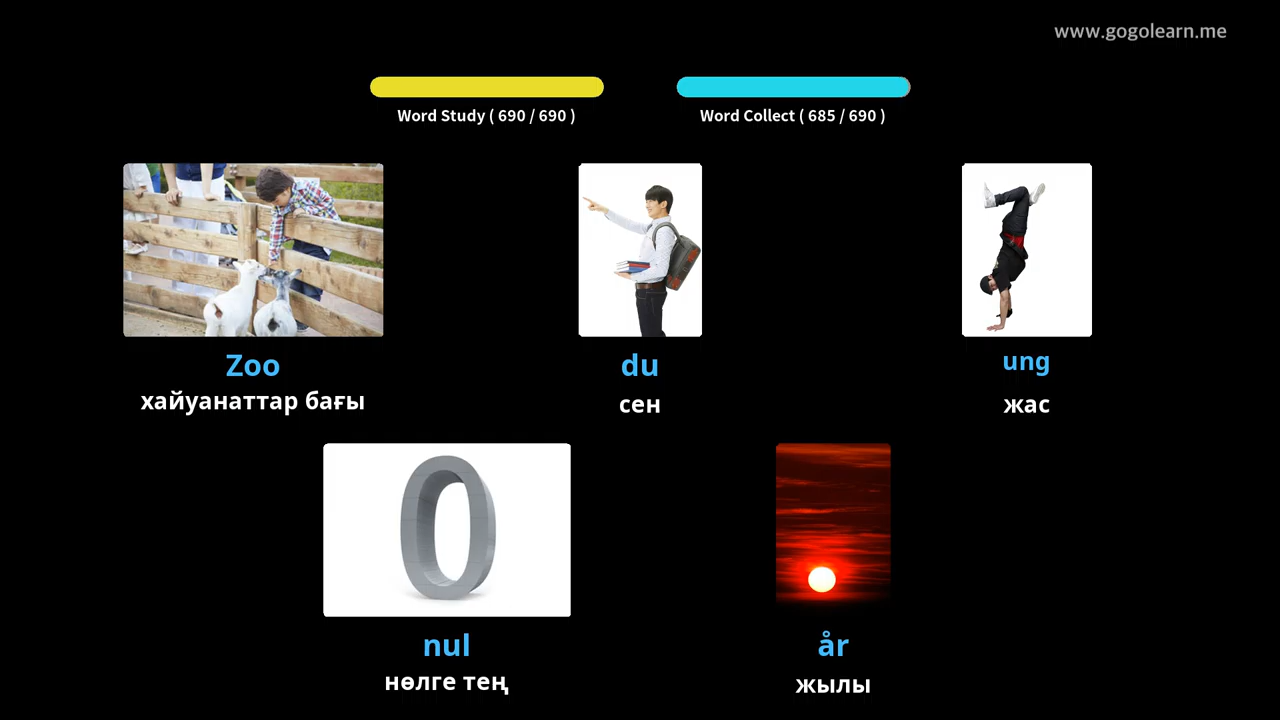 www.gogolearn.me
Word Study ( 690 / 690 )
Word Collect ( 685 / 690 )
Zoo
хайуанаттар бағы
du
сен
ung
жас
0
nul
нөлге тең
år
жылы